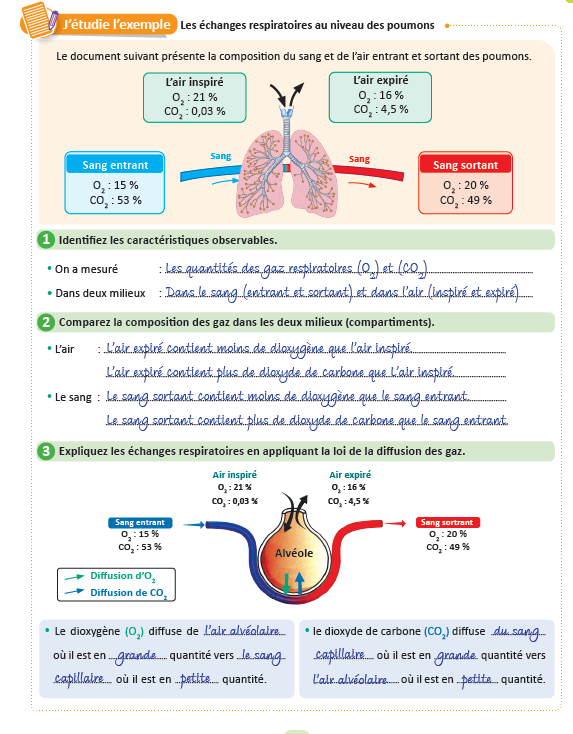 J'étudie l'exemple Les échanges respiratoires au niveau des poumons
Le document suivant présente la composition du sang et de l'air entrant et sortant des poumons.
L'air inspiré
O₂ : 21 %
CO₂ : 0,03 %
L'air expiré
O₂ : 16 %
CO₂ : 4,5 %
Sang entrant
O₂ : 15 %
CO₂ : 53 %
Sang
Sang
Sang sortant
O₂ : 20 %
CO₂ : 49 %
1 Identifiez les caractéristiques observables.
• On a mesuré : Les quantités des gaz respiratoires (O₂) et (CO₂)
• Dans deux milieux : Dans le sang (entrant et sortant) et dans l'air (inspiré et expiré)
2 Comparez la composition des gaz dans les deux milieux (compartiments).
• L'air : L'air expiré contient moins de dioxygène que l'air inspiré.
L'air expiré contient plus de dioxyde de carbone que l'air inspiré.
• Le sang : Le sang sortant contient moins de dioxygène que le sang entrant.
Le sang sortant contient plus de dioxyde de carbone que le sang entrant.
3 Expliquez les échanges respiratoires en appliquant la loi de la diffusion des gaz.
Air inspiré
O₂ : 21 %
CO₂ : 0,03 %
Air expiré
O₂ : 16 %
CO₂ : 4,5 %
Sang entrant
O₂ : 15 %
CO₂ : 53 %
Alvéole
Sang sortant
O₂ : 20 %
CO₂ : 49 %
Diffusion d'O₂
Diffusion de CO₂
• Le dioxygène (O₂) diffuse de l'air alvéolaire
où il est en grande quantité vers le sang
capillaire où il est en petite quantité.
• le dioxyde de carbone (CO₂) diffuse du sang
capillaire où il est en grande quantité vers
l'air alvéolaire où il est en petite quantité.